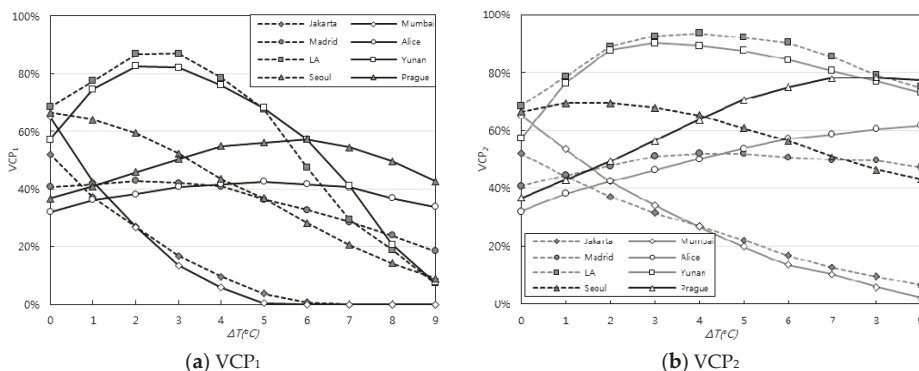 100%
80%
60%
40%
20%
0%
VCP₁
Jakarta
Mumbai
Madrid
Alice
LA
Yunan
Seoul
Prague
0 1 2 3 4 5 6 7 8 9
ΔT(°C)
(a) VCP₁
100%
80%
60%
40%
20%
0%
VCP₂
Jakarta
Mumbai
Madrid
Alice
LA
Yunan
Seoul
Prague
0 1 2 3 4 5 6 7 8 9
ΔT(°C)
(b) VCP₂